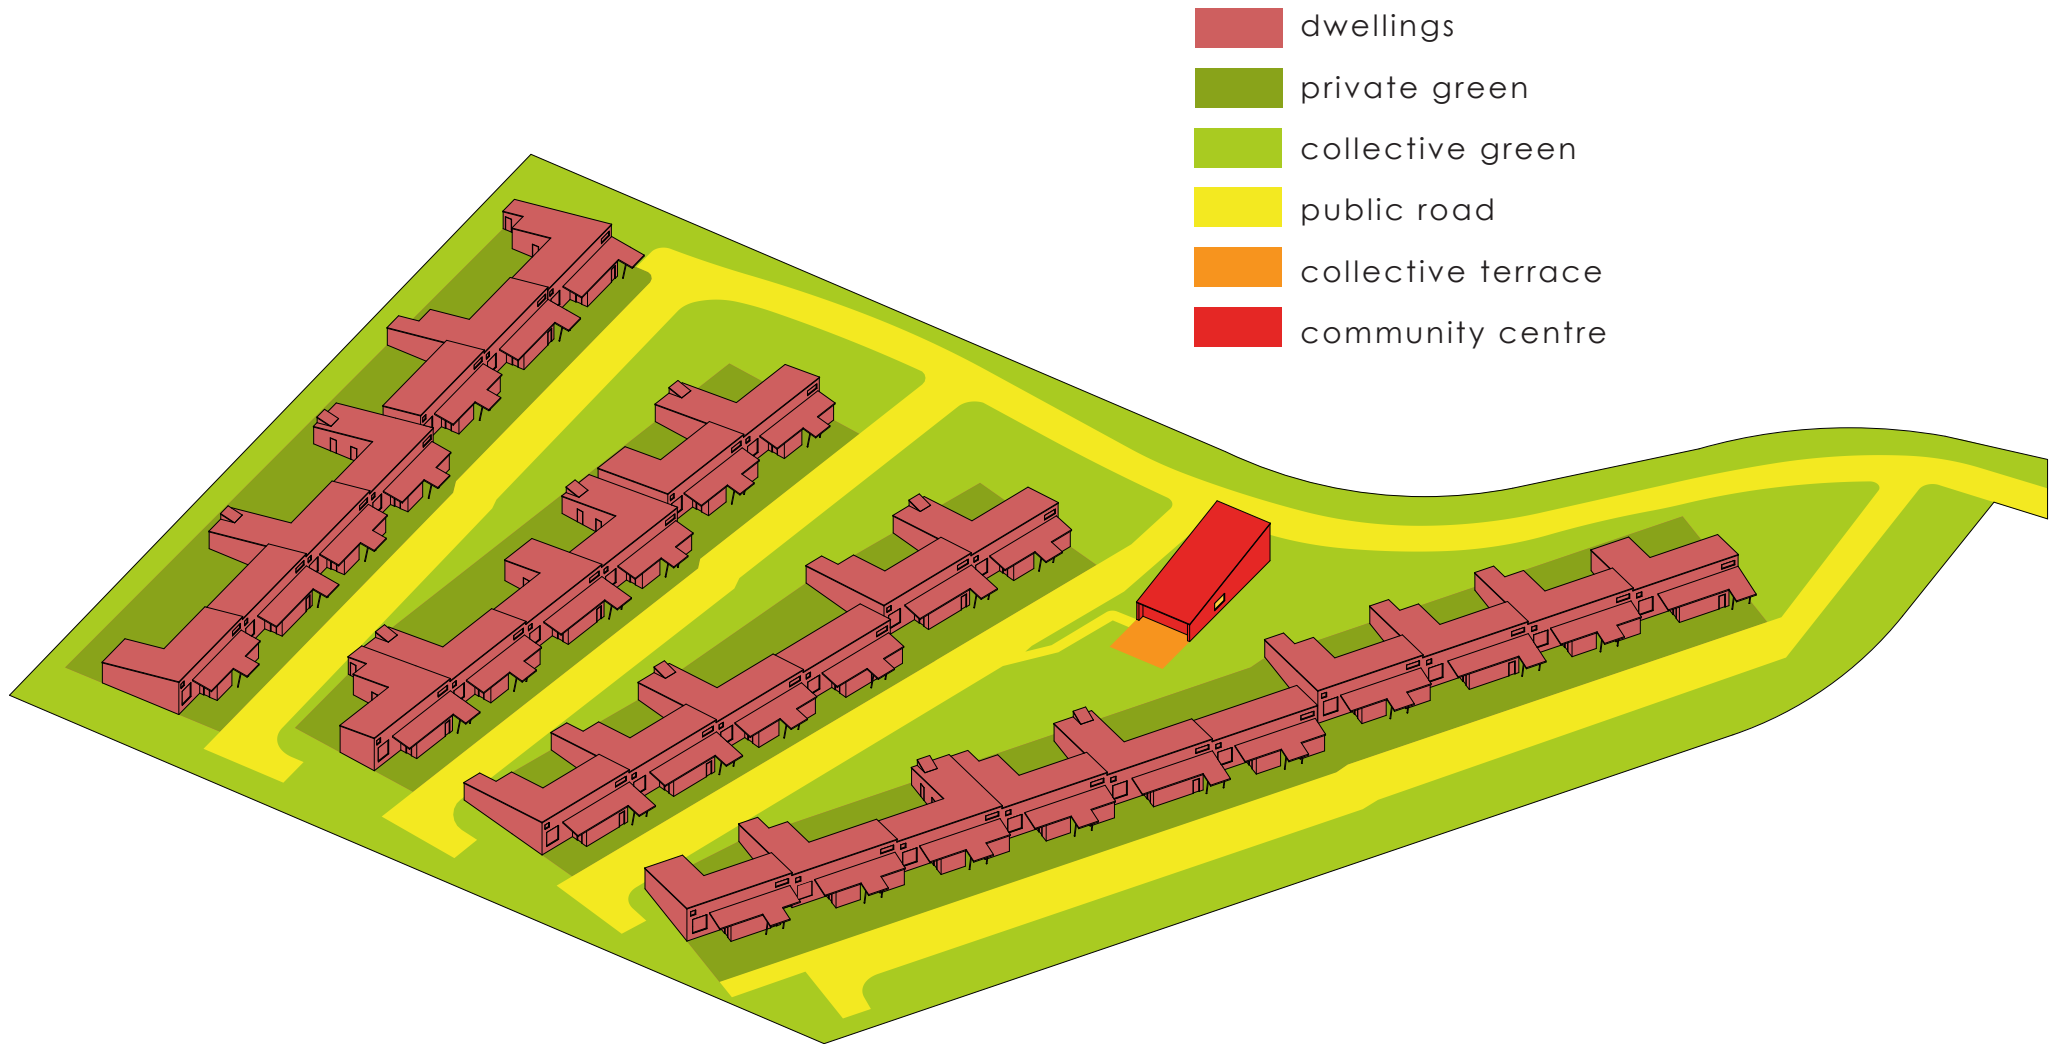 dwellings
private green
collective green
public road
collective terrace
community centre